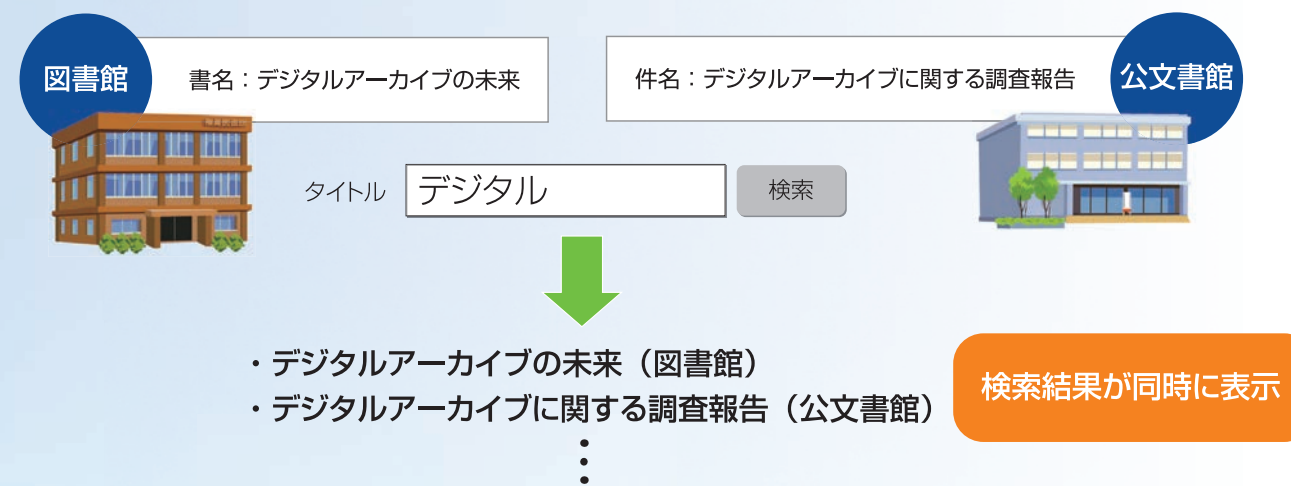 図書館
書名：デジタルアーカイブの未来
件名：デジタルアーカイブに関する調査報告
公文書館
タイトル デジタル 検索
・デジタルアーカイブの未来（図書館）
・デジタルアーカイブに関する調査報告（公文書館）
検索結果が同時に表示